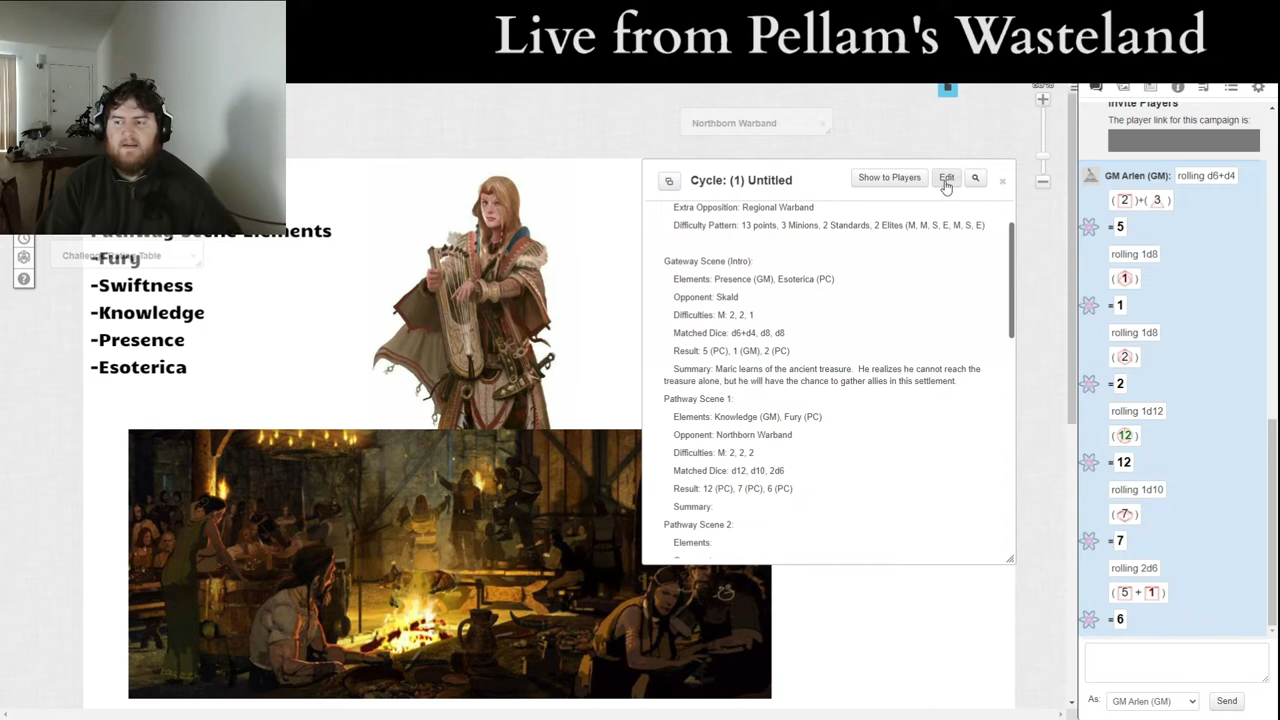 Live from Pellam's Wasteland
Northborn Warband
Challenge Rating Table
-Fury
-Swiftness
-Knowledge
-Presence
-Esoterica
Cycle: (1) Untitled
Show to Players
Edit
Extra Opposition: Regional Warband
Difficulty Pattern: 13 points, 3 Minions, 2 Standards, 2 Elites (M, M, S, E, M, S, E)
Gateway Scene (Intro):
Elements: Presence (GM), Esoterica (PC)
Opponent: Skald
Difficulties: M: 2, 2, 1
Matched Dice: d6+d4, d8, d8
Result: 5 (PC), 1 (GM), 2 (PC)
Summary: Maric learns of the ancient treasure. He realizes he cannot reach the
treasure alone, but he will have the chance to gather allies in this settlement.
Pathway Scene 1:
Elements: Knowledge (GM), Fury (PC)
Opponent: Northborn Warband
Difficulties: M: 2, 2, 2
Matched Dice: d12, d10, 2d6
Result: 12 (PC), 7 (PC), 6 (PC)
Summary:
Pathway Scene 2:
Elements:
Invite Players
The player link for this campaign is:
GM Arlen (GM): rolling d6+d4
( 2 )+( 3 )
= 5
rolling 1d8
( 1 )
= 1
rolling 1d8
( 2 )
= 2
rolling 1d12
( 12 )
= 12
rolling 1d10
( 7 )
= 7
rolling 2d6
( 5 + 1 )
= 6
As: GM Arlen (GM)
Send